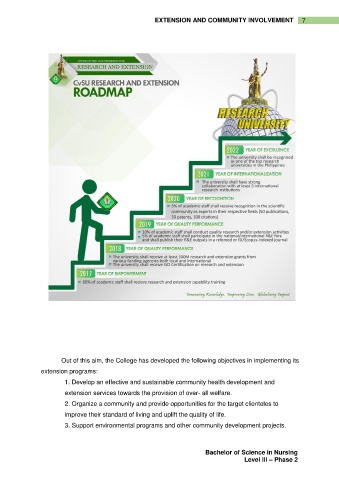 EXTENSION AND COMMUNITY INVOLVEMENT 7
RESEARCH AND EXTENSION
CvSU RESEARCH AND EXTENSION
ROADMAP
RESEARCH
UNIVERSITY
2022 YEAR OF EXCELLENCE
The university shall be recognized
as one of the top research
universities in the Philippines
2021 YEAR OF INTERNATIONALIZATION
The university shall have strong
collaboration with at least 5 international
research institutions
2020 YEAR OF RECOGNITION
5% of academic staff shall receive recognition in the scientific
community as experts in their respective fields (50 publications,
10 patents, 100 citations)
2019 YEAR OF QUALITY PERFORMANCE
10% of academic staff shall conduct quality research and/or extension activities
5% of academic staff shall participate in the national/international R&E fora
and shall publish their R&E outputs in a refereed or ISI/Scopus-indexed journal
2018 YEAR OF QUALITY PERFORMANCE
The university shall receive at least 100M research and extension grants from
various funding agencies both local and international
The university shall receive ISO Certification on research and extension
2017 YEAR OF EMPOWERMENT
80% of academic staff shall receive research and extension capability training
Generating Knowledge. Improving Lives. Globalizing Impact
Out of this aim, the College has developed the following objectives in implementing its
extension programs:
1. Develop an effective and sustainable community health development and
extension services towards the provision of over- all welfare.
2. Organize a community and provide opportunities for the target clienteles to
improve their standard of living and uplift the quality of life.
3. Support environmental programs and other community development projects.
Bachelor of Science in Nursing
Level III – Phase 2